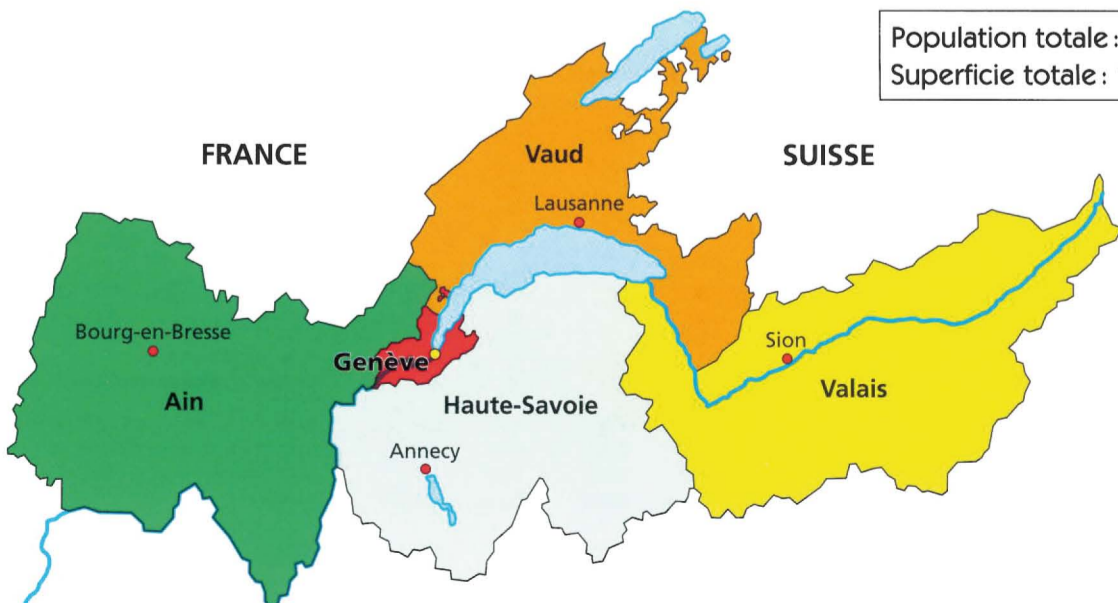 Population totale :
Superficie totale :
FRANCE
Vaud
SUISSE
Lausanne
Bourg-en-Bresse
Genève
Sion
Ain
Haute-Savoie
Valais
Annecy